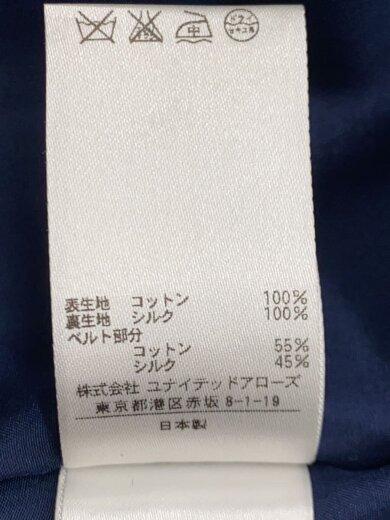 ドライ
セキユ系
中
表生地 コットン 100%
裏生地 シルク 100%
ベルト部分
コットン 55%
シルク 45%
株式会社 ユナイテッドアローズ
東京都港区赤坂 8-1-19
日本製